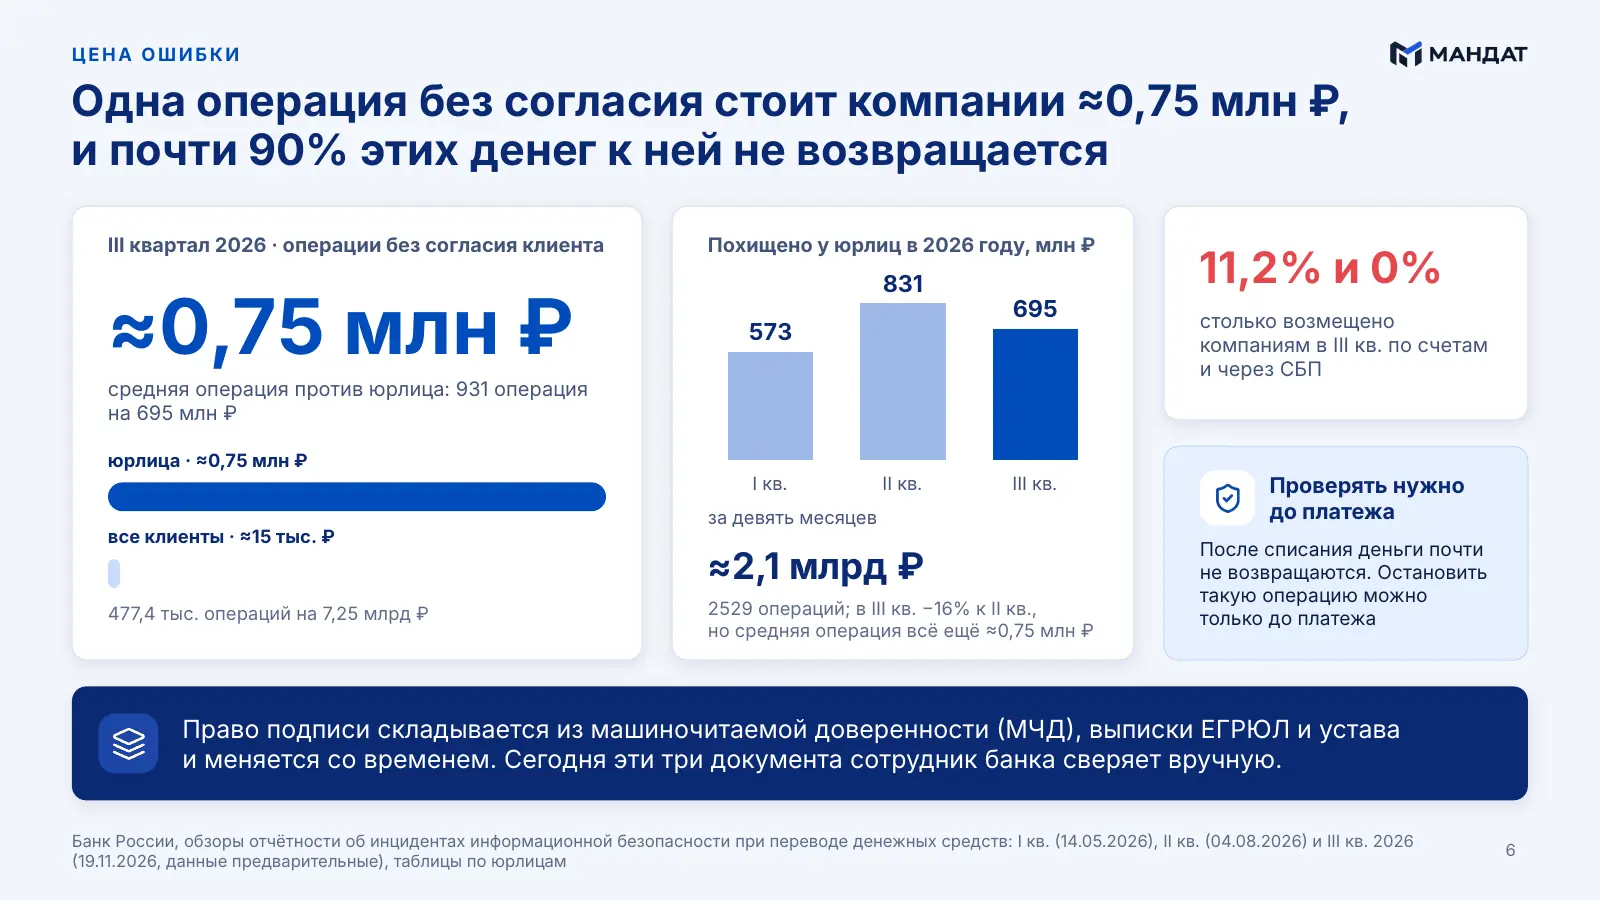 ЦЕНА ОШИБКИ
МАНДАТ
Одна операция без согласия стоит компании ≈0,75 млн ₽,
и почти 90% этих денег к ней не возвращается
III квартал 2026 · операции без согласия клиента
≈0,75 млн ₽
средняя операция против юрлица: 931 операция
на 695 млн ₽
юрлица · ≈0,75 млн ₽
все клиенты · ≈15 тыс. ₽
477,4 тыс. операций на 7,25 млрд ₽
Похищено у юрлиц в 2026 году, млн ₽
573
831
695
I кв.
II кв.
III кв.
за девять месяцев
≈2,1 млрд ₽
2529 операций; в III кв. −16% к II кв.,
но средняя операция всё ещё ≈0,75 млн ₽
11,2% и 0%
столько возмещено
компаниям в III кв. по счетам
и через СБП
Проверять нужно
до платежа
После списания деньги почти
не возвращаются. Остановить
такую операцию можно
только до платежа
Право подписи складывается из машиночитаемой доверенности (МЧД), выписки ЕГРЮЛ и устава
и меняется со временем. Сегодня эти три документа сотрудник банка сверяет вручную.
Банк России, обзоры отчётности об инцидентах информационной безопасности при переводе денежных средств: I кв. (14.05.2026), II кв. (04.08.2026) и III кв. 2026
(19.11.2026, данные предварительные), таблицы по юрлицам
6